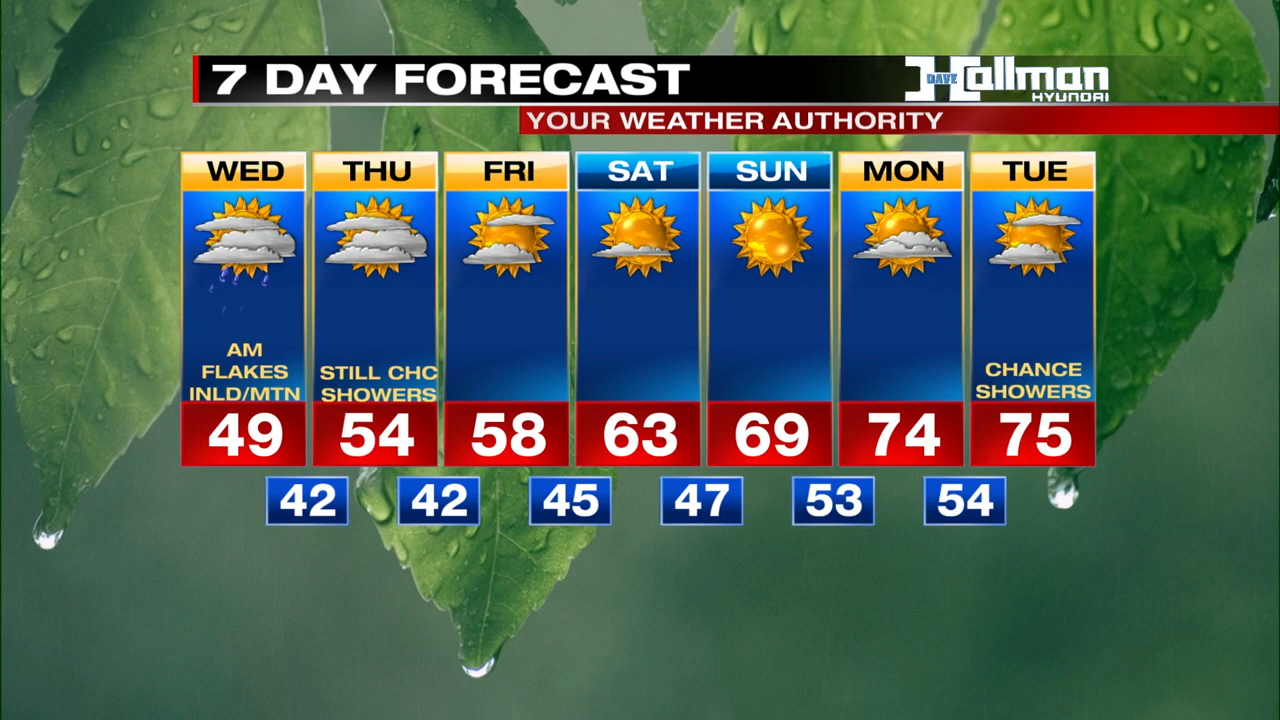 7 DAY FORECAST
DAVE Hallman
HYUNDAI
YOUR WEATHER AUTHORITY
WED THU FRI SAT SUN MON TUE
AM
FLAKES
INLD/MTN
STILL CHC
SHOWERS
CHANCE
SHOWERS
49 54 58 63 69 74 75
42 42 45 47 53 54